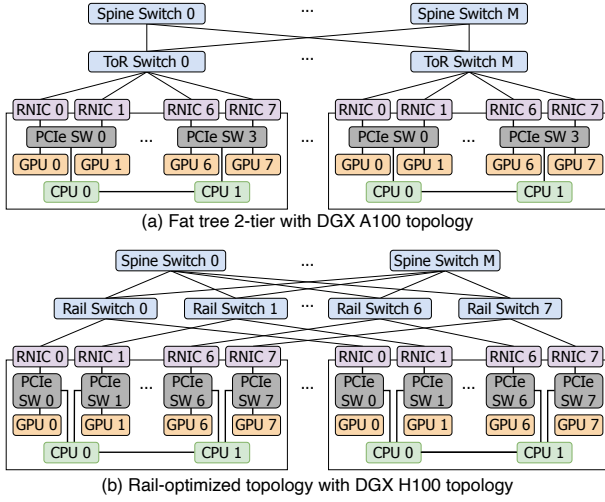 Spine Switch 0 ... Spine Switch M
ToR Switch 0 ... ToR Switch M
RNIC 0 RNIC 1 RNIC 6 RNIC 7 RNIC 0 RNIC 1 RNIC 6 RNIC 7
PCIe SW 0 ... PCIe SW 3 ... PCIe SW 0 ... PCIe SW 3
GPU 0 GPU 1 GPU 6 GPU 7 GPU 0 GPU 1 GPU 6 GPU 7
CPU 0 CPU 1 CPU 0 CPU 1
(a) Fat tree 2-tier with DGX A100 topology
Spine Switch 0 ... Spine Switch M
Rail Switch 0 Rail Switch 1 ... Rail Switch 6 Rail Switch 7
RNIC 0 RNIC 1 RNIC 6 RNIC 7 RNIC 0 RNIC 1 RNIC 6 RNIC 7
PCIe PCIe ... PCIe PCIe ... PCIe PCIe ... PCIe PCIe
SW 0 SW 1 SW 6 SW 7 SW 0 SW 1 SW 6 SW 7
GPU 0 GPU 1 GPU 6 GPU 7 GPU 0 GPU 1 GPU 6 GPU 7
CPU 0 CPU 1 CPU 0 CPU 1
(b) Rail-optimized topology with DGX H100 topology